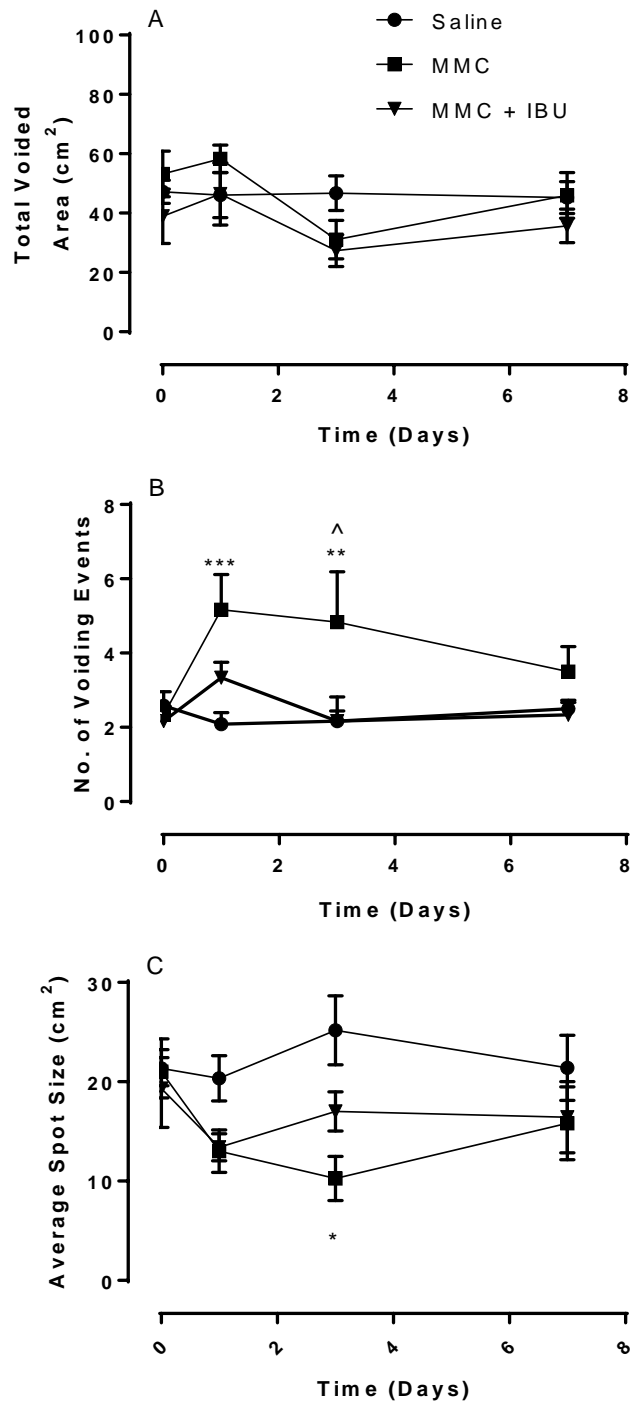 A
Saline
MMC
MMC + IBU
Total Voided
Area (cm2)
100
80
60
40
20
0
0 2 4 6 8
Time (Days)
B
No. of Voiding Events
8
6
4
2
0
***
^
**
0 2 4 6 8
Time (Days)
C
Average Spot Size (cm2)
30
20
10
0
*
0 2 4 6 8
Time (Days)